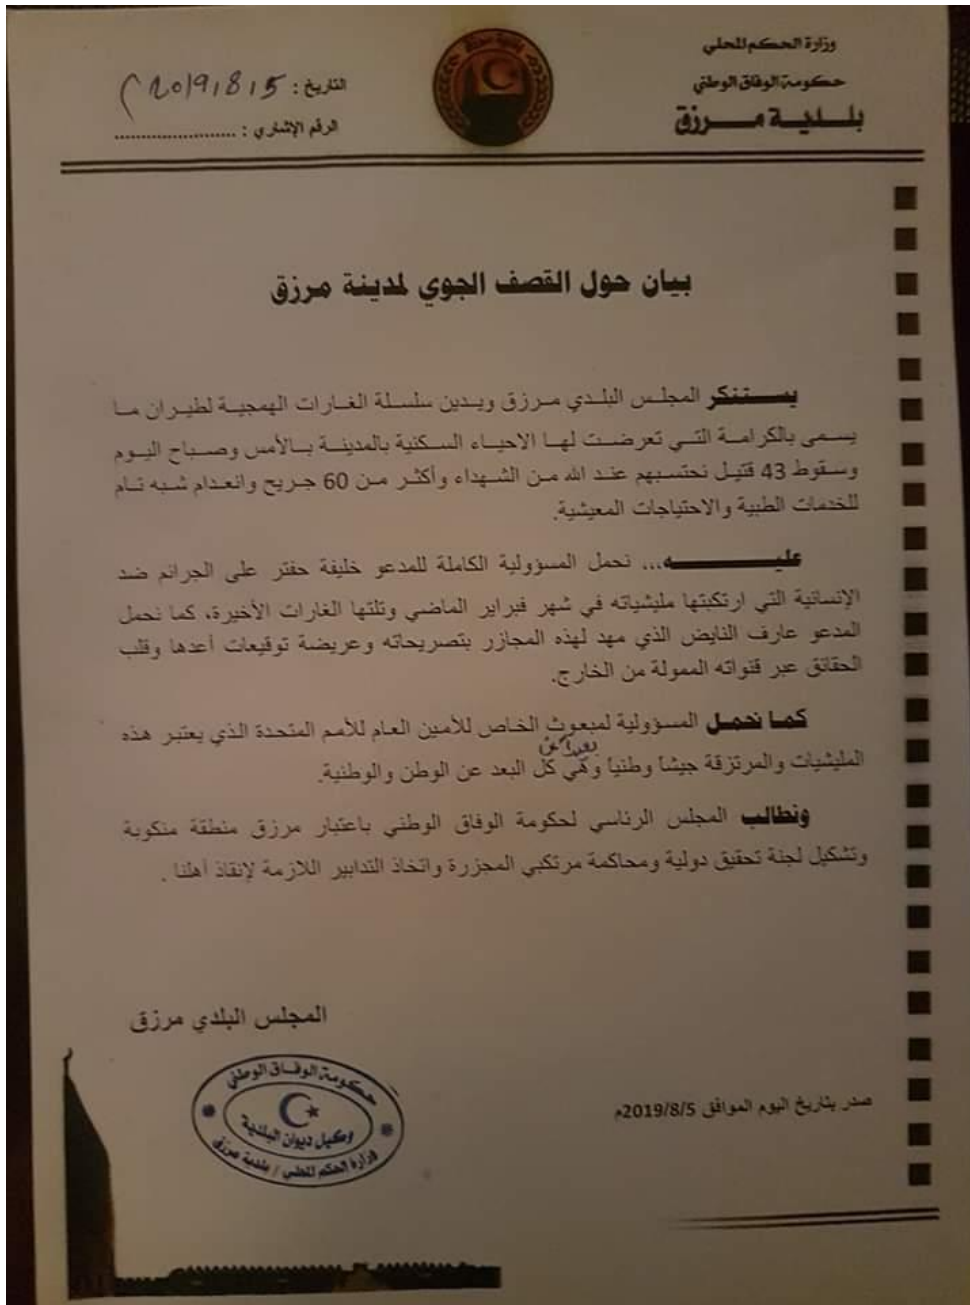 وزارة الحكم المحلي
حكومة الوفاق الوطني
بلدية مرزق
التاريخ : 2019/8/5م
الرقم الإشاري : ......................
بيان حول القصف الجوي لمدينة مرزق
يستنكر المجلس البلدي مرزق ويدين سلسلة الغارات الهمجية لطيران ما
يسمى بالكرامة التي تعرضت لها الاحياء السكنية بالمدينة بالأمس وصباح اليوم
وسقوط 43 قتيل نحتسبهم عند الله من الشهداء وأكثر من 60 جريح وانعدام شبه تام
للخدمات الطبية والاحتياجات المعيشية.
عليه... نحمل المسؤولية الكاملة للمدعو خليفة حفتر على الجرائم ضد
الإنسانية التي ارتكبتها مليشياته في شهر فبراير الماضي وتلتها الغارات الأخيرة، كما نحمل
المدعو عارف النايض الذي مهد لهذه المجازر بتصريحاته وعريضة توقيعات أعدها وقلب
الحقائق عبر قنواته الممولة من الخارج.
كما نحمل المسؤولية لمبعوث الخاص للأمين العام للأمم المتحدة الذي يعتبر هذه
المليشيات والمرتزقة جيشا وطنيا وهي كل البعد عن الوطن والوطنية.
ونطالب المجلس الرئاسي لحكومة الوفاق الوطني باعتبار مرزق منطقة منكوبة
وتشكيل لجنة تحقيق دولية ومحاكمة مرتكبي المجزرة واتخاذ التدابير اللازمة لإنقاذ أهلنا .
المجلس البلدي مرزق
حكومة الوفاق الوطني
وكيل ديوان البلدية
وزارة الحكم المحلي / بلدية مرزق
صدر بتاريخ اليوم الموافق 2019/8/5م